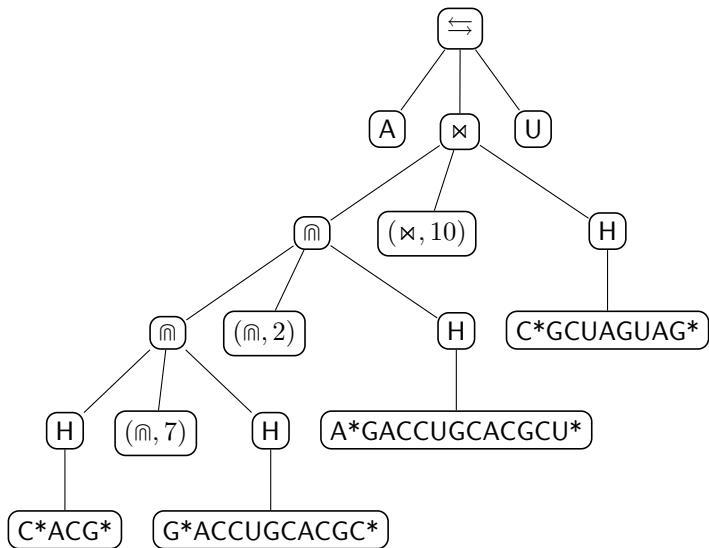 ⇆
A ⋈ U
⋒ (⋈, 10) H
⋒ (⋒, 2) H C*GCUAGUAG*
H (⋒, 7) H A*GACCUGCACGCU*
C*ACG* G*ACCUGCACGC*